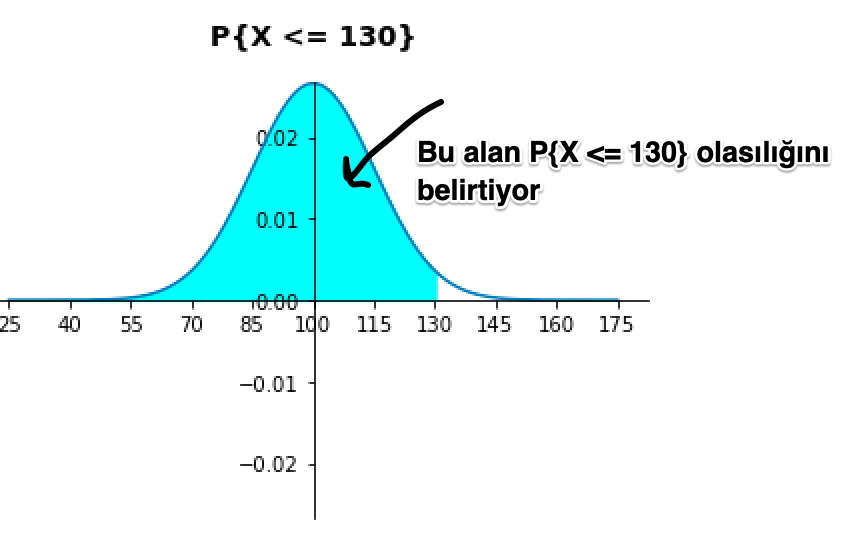 P{X <= 130}
0.02
Bu alan P{X <= 130} olasılığını
belirtiyor
0.01
0.00
25 40 55 70 85 100 115 130 145 160 175
−0.01
−0.02